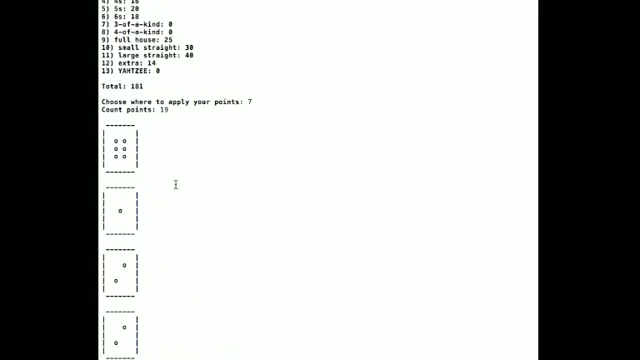 4) 4s: 16
5) 5s: 20
6) 6s: 18
7) 3-of-a-kind: 0
8) 4-of-a-kind: 0
9) full house: 25
10) small straight: 30
11) large straight: 40
12) extra: 14
13) YAHTZEE: 0
Total: 181
Choose where to apply your points: 7
Count points: 19